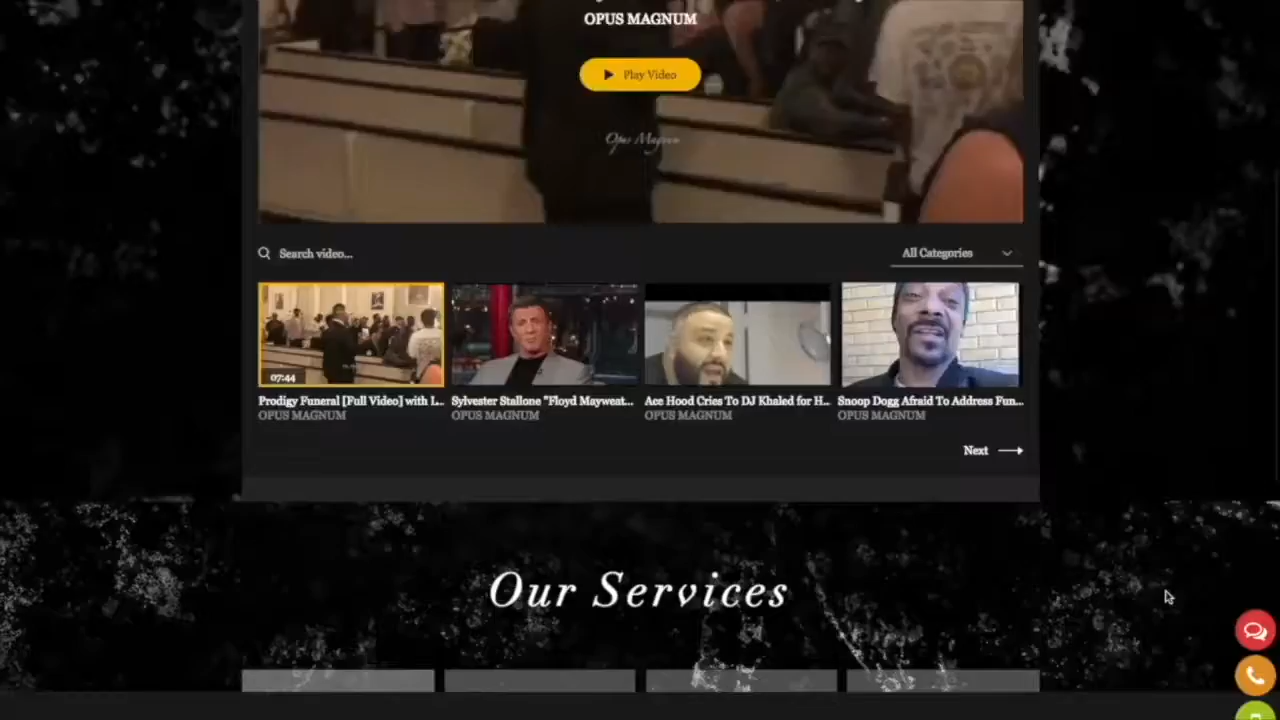 OPUS MAGNUM
Play Video
Opus Magnum
Search video...
All Categories
07:44
Prodigy Funeral [Full Video] with L...
OPUS MAGNUM
Sylvester Stallone "Floyd Mayweat...
OPUS MAGNUM
Ace Hood Cries To DJ Khaled for H...
OPUS MAGNUM
Snoop Dogg Afraid To Address Fun...
OPUS MAGNUM
Next
Our Services